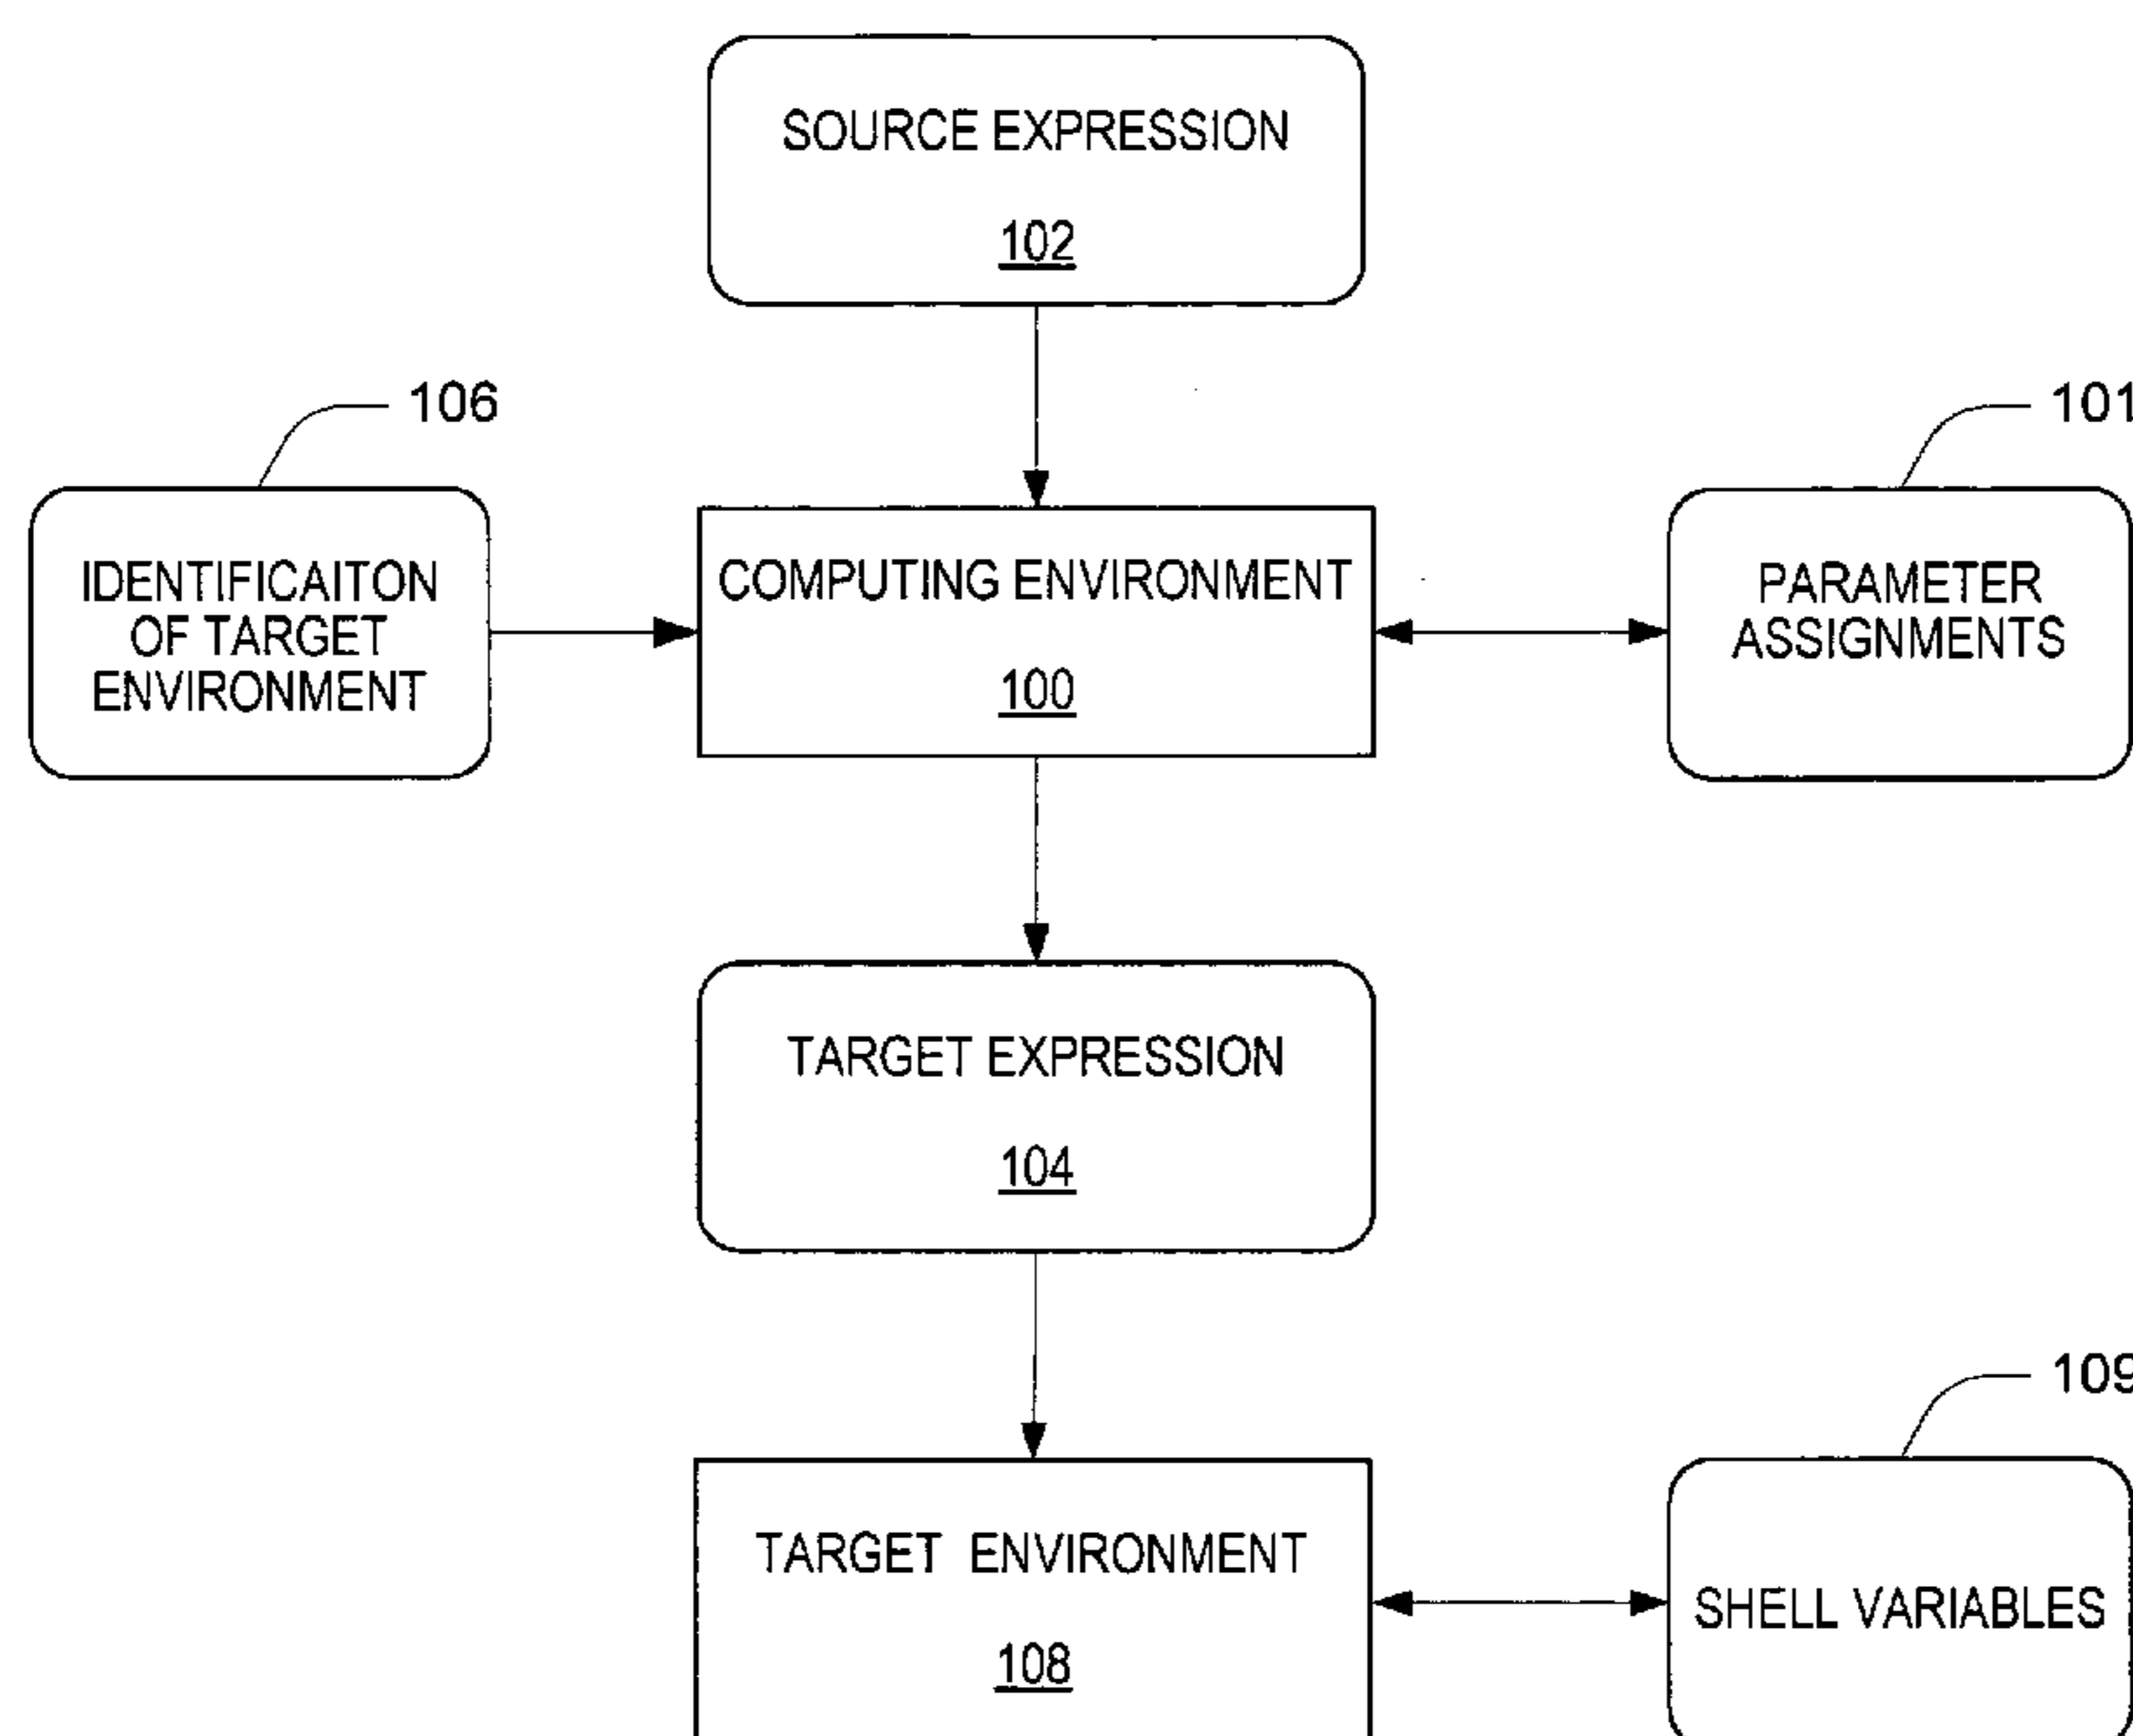 SOURCE EXPRESSION
102
106
101
IDENTIFICAITON
OF TARGET
ENVIRONMENT
COMPUTING ENVIRONMENT
100
PARAMETER
ASSIGNMENTS
TARGET EXPRESSION
104
109
TARGET ENVIRONMENT
108
SHELL VARIABLES